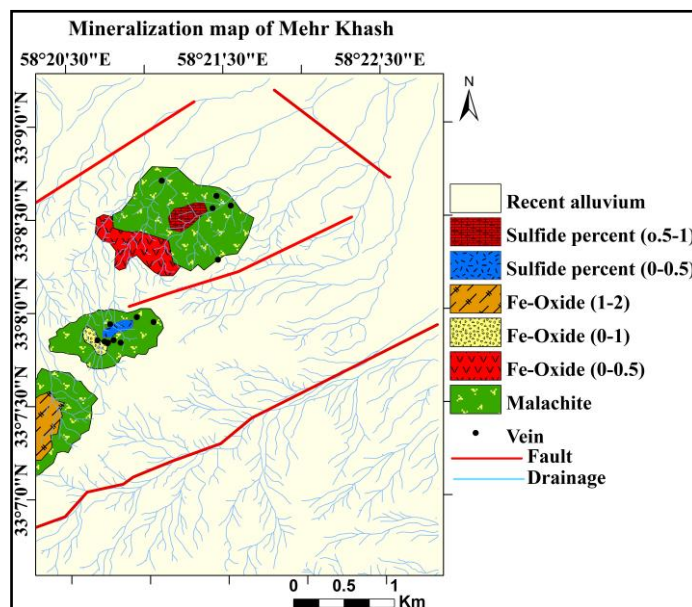 Mineralization map of Mehr Khash
58°20'30"E 58°21'30"E 58°22'30"E
33°9'0"N
33°8'30"N
33°8'0"N
33°7'30"N
33°7'0"N
N
Recent alluvium
Sulfide percent (o.5-1)
Sulfide percent (0-0.5)
Fe-Oxide (1-2)
Fe-Oxide (0-1)
Fe-Oxide (0-0.5)
Malachite
Vein
Fault
Drainage
0 0.5 1
Km